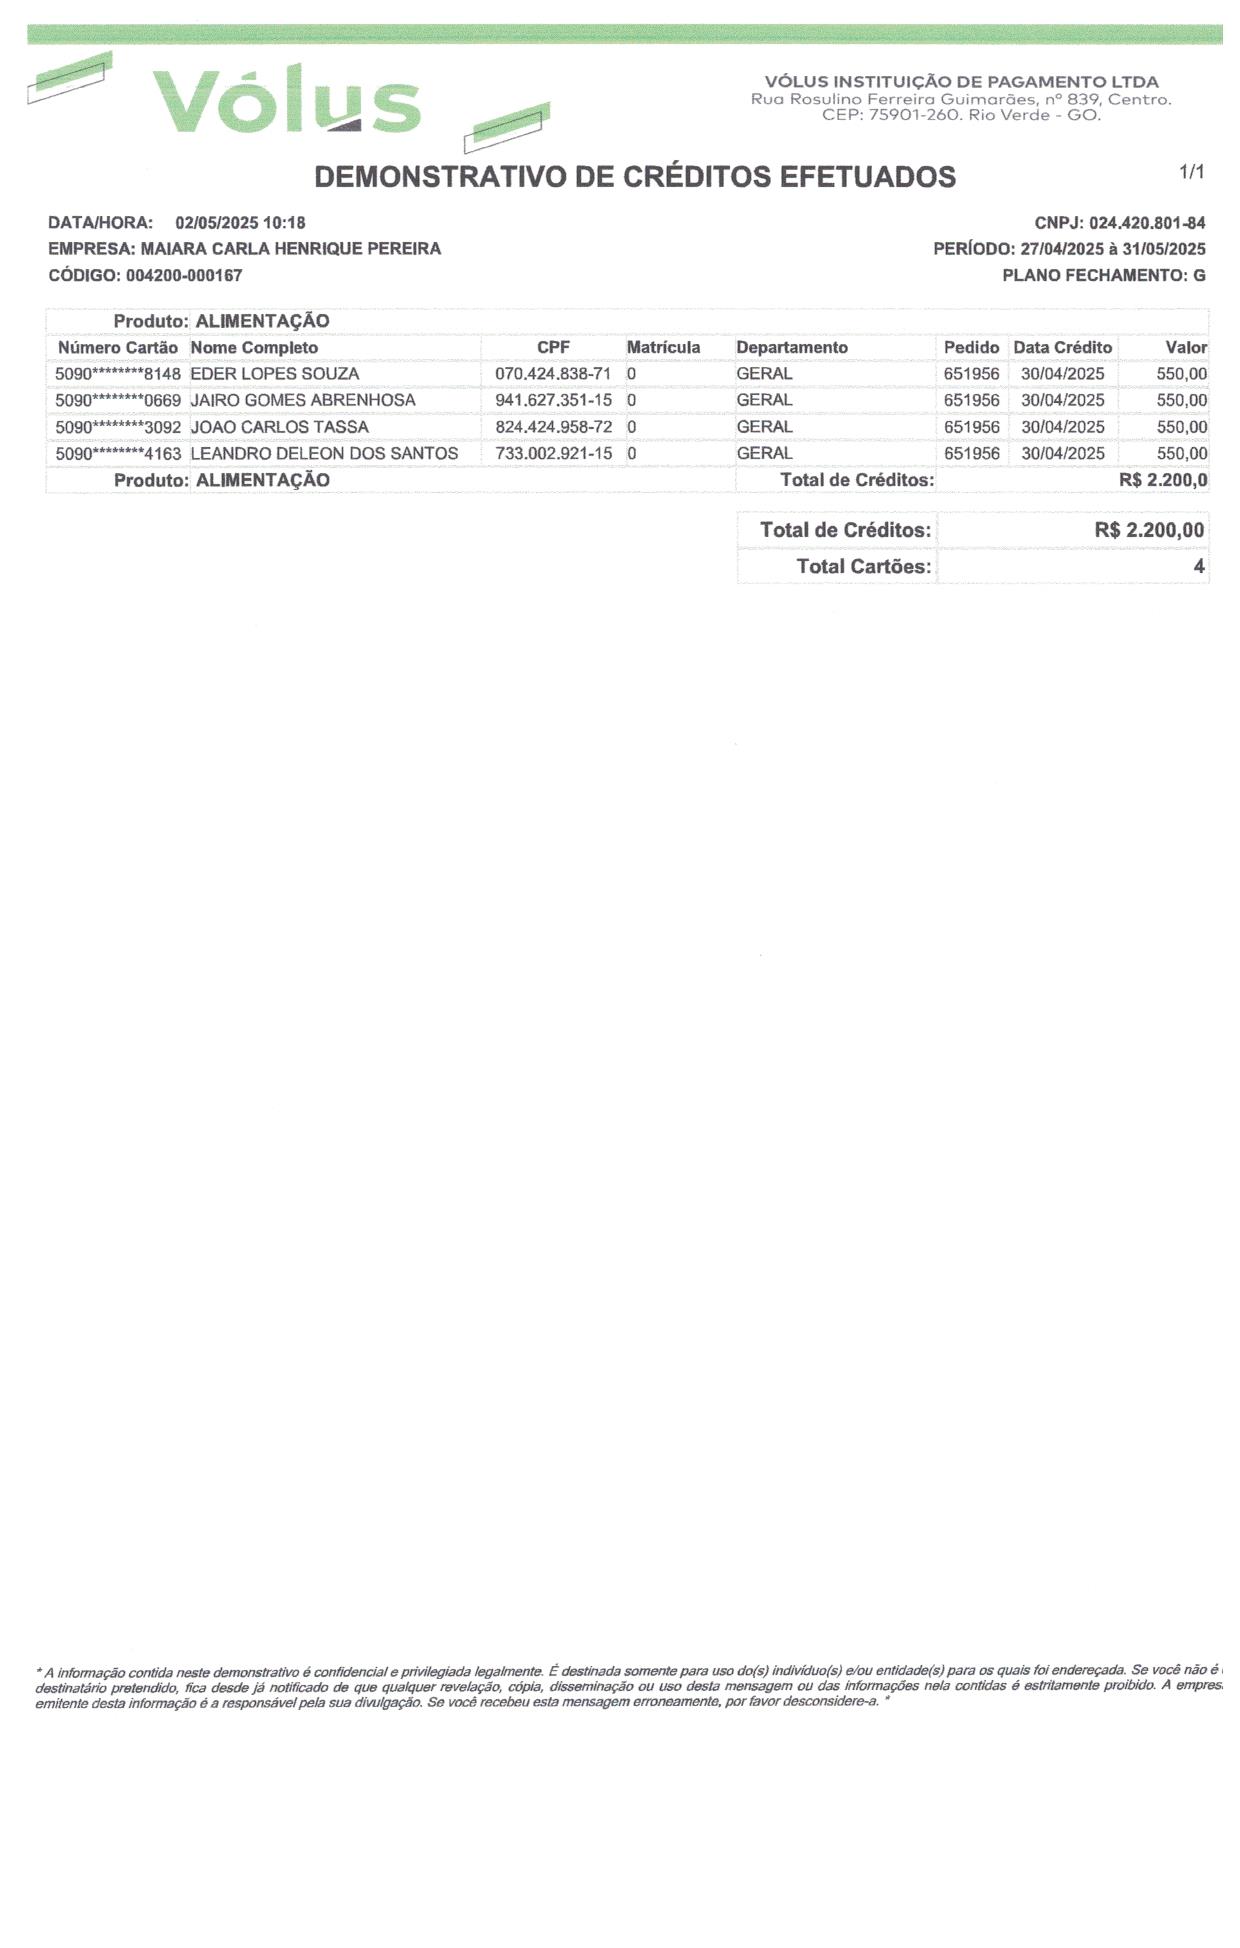 Vólus
VÓLUS INSTITUIÇÃO DE PAGAMENTO LTDA
Rua Rosulino Ferreira Guimarães, nº 839, Centro.
CEP: 75901-260. Rio Verde - GO.
DEMONSTRATIVO DE CRÉDITOS EFETUADOS 1/1
DATA/HORA: 02/05/2025 10:18 CNPJ: 024.420.801-84
EMPRESA: MAIARA CARLA HENRIQUE PEREIRA PERÍODO: 27/04/2025 à 31/05/2025
CÓDIGO: 004200-000167 PLANO FECHAMENTO: G
Produto: ALIMENTAÇÃO
Número Cartão Nome Completo CPF Matrícula Departamento Pedido Data Crédito Valor
5090********8148 EDER LOPES SOUZA 070.424.838-71 0 GERAL 651956 30/04/2025 550,00
5090********0669 JAIRO GOMES ABRENHOSA 941.627.351-15 0 GERAL 651956 30/04/2025 550,00
5090********3092 JOAO CARLOS TASSA 824.424.958-72 0 GERAL 651956 30/04/2025 550,00
5090********4163 LEANDRO DELEON DOS SANTOS 733.002.921-15 0 GERAL 651956 30/04/2025 550,00
Produto: ALIMENTAÇÃO Total de Créditos: R$ 2.200,0
Total de Créditos: R$ 2.200,00
Total Cartões: 4
* A informação contida neste demonstrativo é confidencial e privilegiada legalmente. É destinada somente para uso do(s) indivíduo(s) e/ou entidade(s) para os quais foi endereçada. Se você não é
destinatário pretendido, fica desde já notificado de que qualquer revelação, cópia, disseminação ou uso desta mensagem ou das informações nela contidas é estritamente proibido. A empres
emitente desta informação é a responsável pela sua divulgação. Se você recebeu esta mensagem erroneamente, por favor desconsidere-a. *